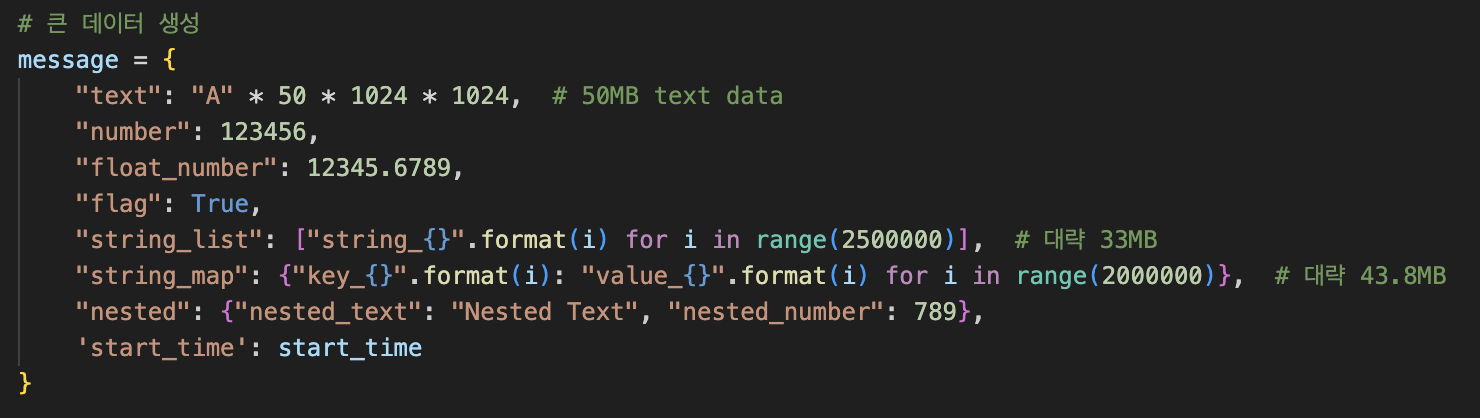 # 큰 데이터 생성
message = {
    "text": "A" * 50 * 1024 * 1024,  # 50MB text data
    "number": 123456,
    "float_number": 12345.6789,
    "flag": True,
    "string_list": ["string_{}".format(i) for i in range(2500000)],  # 대략 33MB
    "string_map": {"key_{}".format(i): "value_{}".format(i) for i in range(2000000)},  # 대략 43.8MB
    "nested": {"nested_text": "Nested Text", "nested_number": 789},
    'start_time': start_time
}